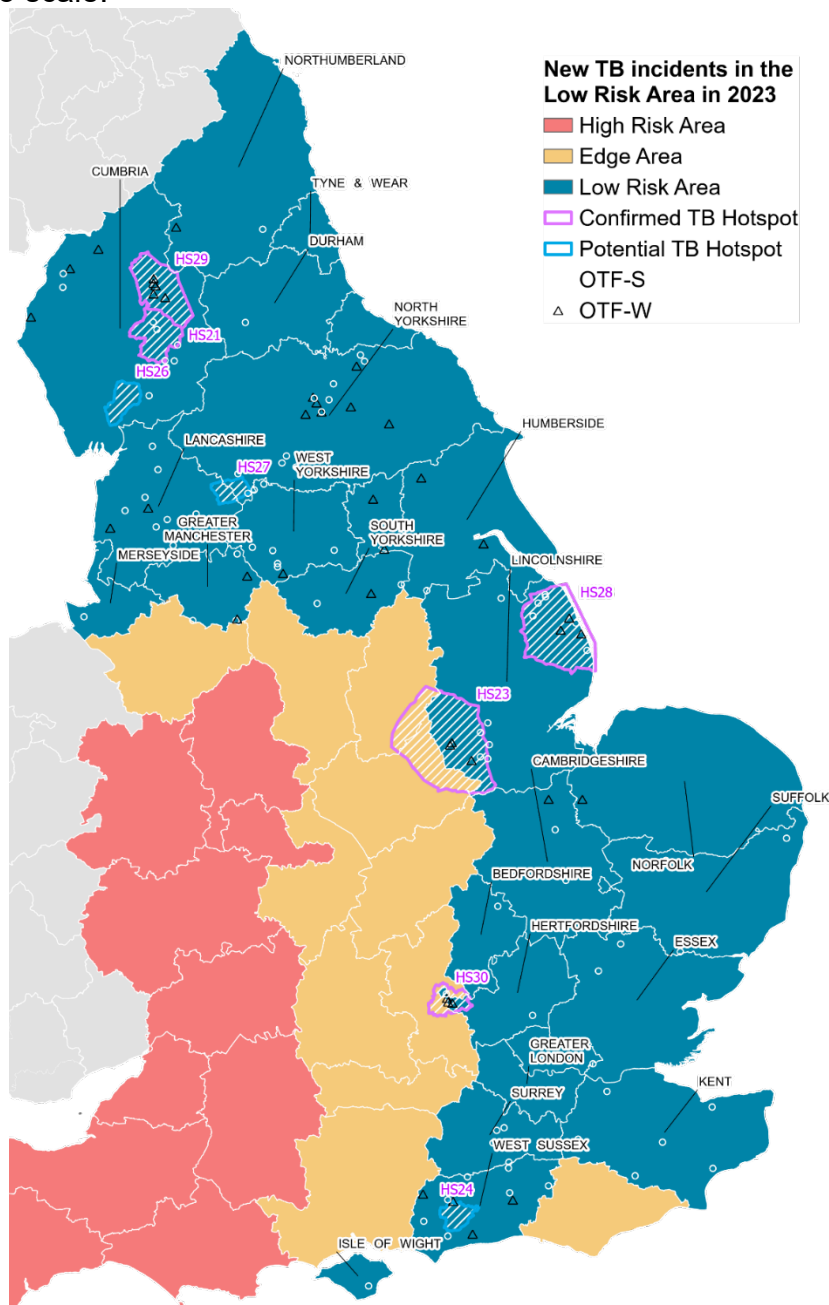 NORTHUMBERLAND
New TB incidents in the
Low Risk Area in 2023
High Risk Area
Edge Area
Low Risk Area
Confirmed TB Hotspot
Potential TB Hotspot
OTF-S
OTF-W
CUMBRIA
TYNE & WEAR
DURHAM
HS29
NORTH
YORKSHIRE
HS21
HS26
HUMBERSIDE
LANCASHIRE
WEST
YORKSHIRE
HS27
GREATER
MANCHESTER
SOUTH
YORKSHIRE
MERSEYSIDE
LINCOLNSHIRE
HS28
HS23
CAMBRIDGESHIRE
SUFFOLK
NORFOLK
BEDFORDSHIRE
HERTFORDSHIRE
ESSEX
HS30
GREATER
LONDON
KENT
SURREY
WEST SUSSEX
HS24
ISLE OF WIGHT